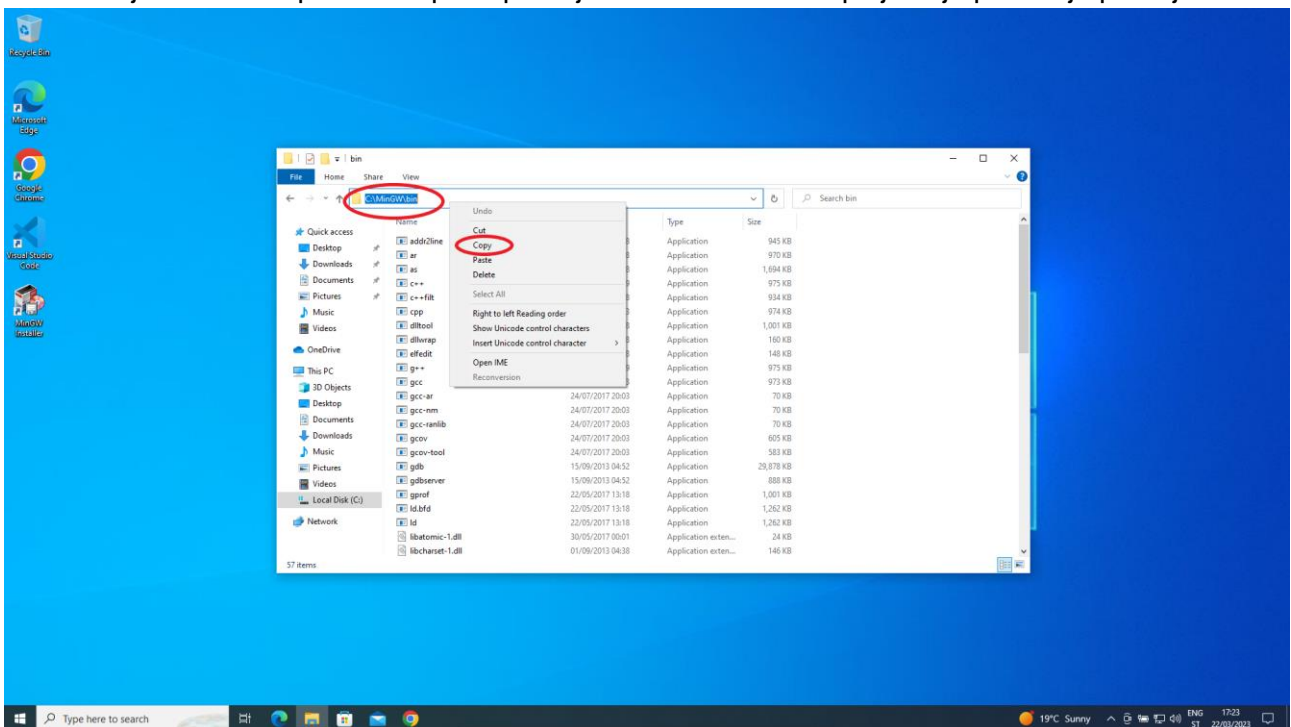 Recycle Bin
Microsoft
Edge
Google
Chrome
Visual Studio
Code
MinGW
Installer
bin
File Home Share View
C:\MinGW\bin
Search bin
Undo
Cut
Copy
Paste
Delete
Select All
Right to left Reading order
Show Unicode control characters
Insert Unicode control character
Open IME
Reconversion
Quick access
Desktop
Downloads
Documents
Pictures
Music
Videos
OneDrive
This PC
3D Objects
Desktop
Documents
Downloads
Music
Pictures
Videos
Local Disk (C:)
Network
Name Type Size
addr2line Application 945 KB
ar Application 970 KB
as Application 1,694 KB
c++ Application 975 KB
c++filt Application 934 KB
cpp Application 974 KB
dlltool Application 1,001 KB
dllwrap Application 160 KB
elfedit Application 148 KB
g++ Application 975 KB
gcc Application 973 KB
gcc-ar 24/07/2017 20:03 Application 70 KB
gcc-nm 24/07/2017 20:03 Application 70 KB
gcc-ranlib 24/07/2017 20:03 Application 70 KB
gcov 24/07/2017 20:03 Application 605 KB
gcov-tool 24/07/2017 20:03 Application 583 KB
gdb 15/09/2013 04:52 Application 29,878 KB
gdbserver 15/09/2013 04:52 Application 888 KB
gprof 22/05/2017 13:18 Application 1,001 KB
ld.bfd 22/05/2017 13:18 Application 1,262 KB
ld 22/05/2017 13:18 Application 1,262 KB
libatomic-1.dll 30/05/2017 00:01 Application exten... 24 KB
libcharset-1.dll 01/09/2013 04:38 Application exten... 146 KB
57 items
Type here to search
19°C Sunny
ENG 17:23
ST 22/03/2023